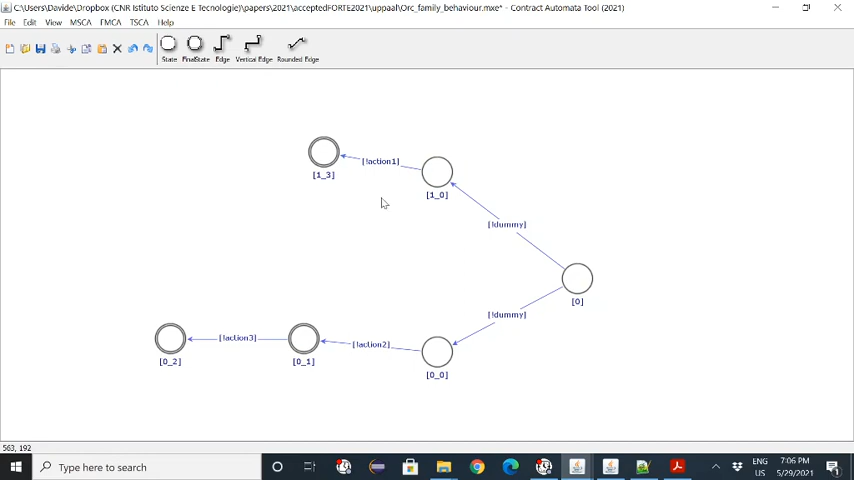 C:\Users\Davide\Dropbox (CNR Istituto Scienze E Tecnologie)\papers\2021\acceptedFORTE2021\uppaal\Orc_family_behaviour.mxe* - Contract Automata Tool (2021)
File Edit View MSCA FMCA TSCA Help
State FinalState Edge Vertical Edge Rounded Edge
[!action1]
[1_3]
[1_0]
[!dummy]
[0]
[!dummy]
[!action3]
[!action2]
[0_2]
[0_1]
[0_0]
563, 192
Type here to search
ENG
US
7:06 PM
5/29/2021